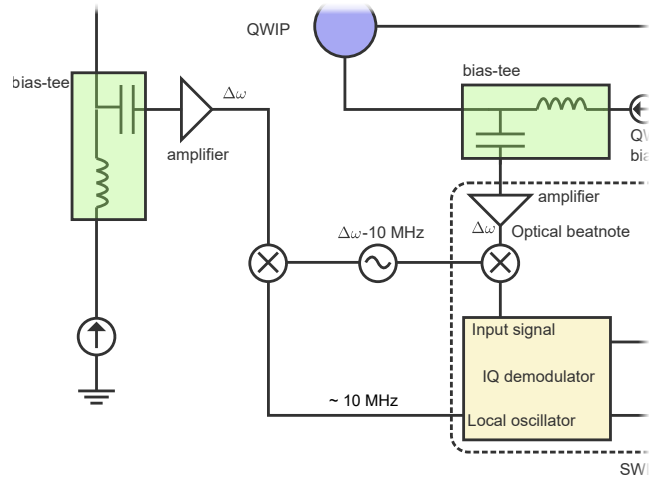 QWIP
bias-tee
bias-tee
Δω
amplifier
amplifier
Δω-10 MHz
Δω
Optical beatnote
Input signal
IQ demodulator
~ 10 MHz
Local oscillator